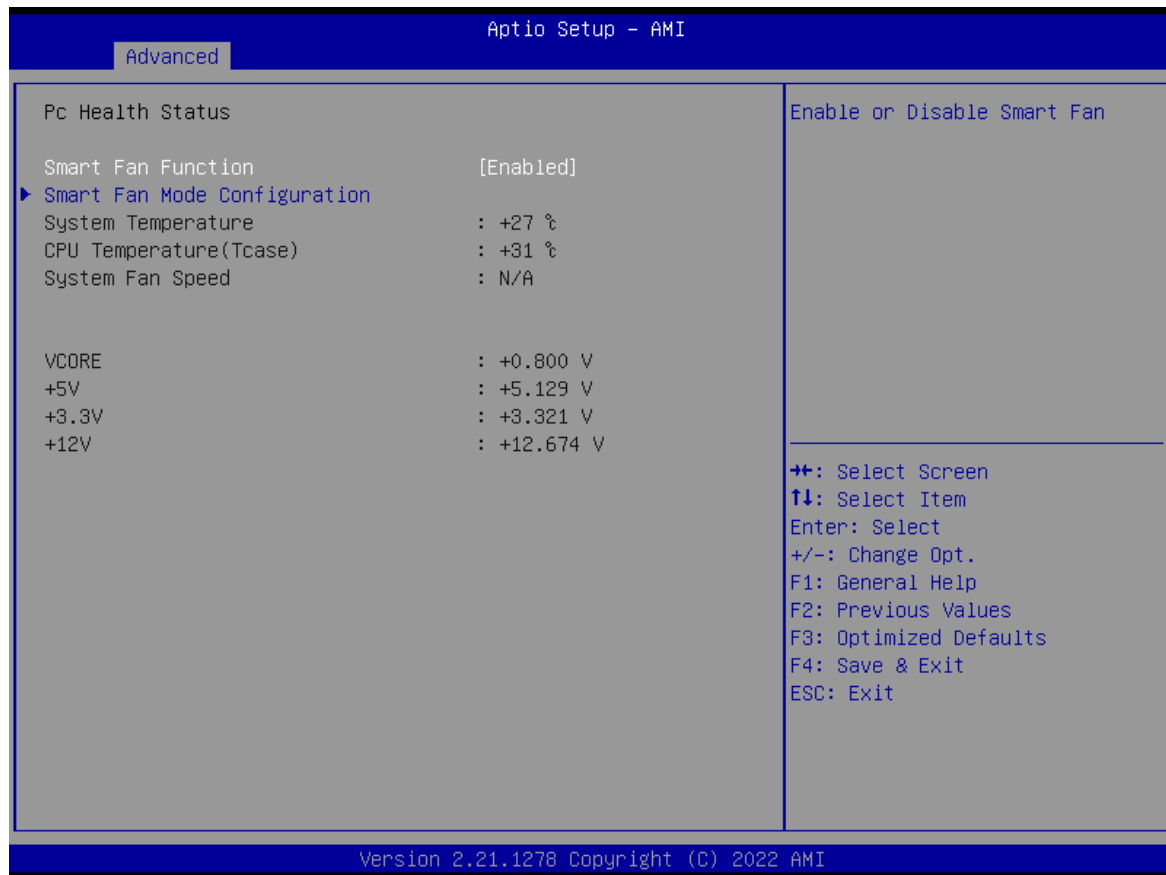 Aptio Setup – AMI
Advanced
Pc Health Status
Smart Fan Function [Enabled]
Smart Fan Mode Configuration
System Temperature : +27 ℃
CPU Temperature(Tcase) : +31 ℃
System Fan Speed : N/A
VCORE : +0.800 V
+5V : +5.129 V
+3.3V : +3.321 V
+12V : +12.674 V
Enable or Disable Smart Fan
→←: Select Screen
↑↓: Select Item
Enter: Select
+/-: Change Opt.
F1: General Help
F2: Previous Values
F3: Optimized Defaults
F4: Save & Exit
ESC: Exit
Version 2.21.1278 Copyright (C) 2022 AMI